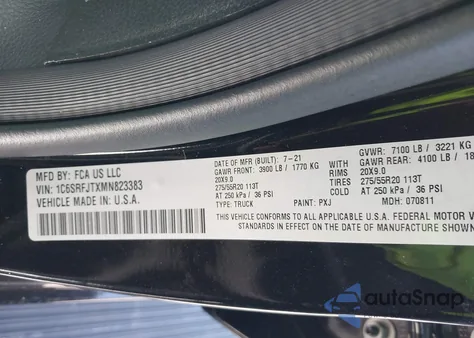 MFD BY: FCA US LLC
DATE OF MFR (BUILT): 7-21
GVWR: 7100 LB / 3221 KG
VIN: 1C6SRFJTXMN823383
GAWR FRONT: 3900 LB / 1770 KG
GAWR REAR: 4100 LB / 18
VEHICLE MADE IN U.S.A.
20X9.0
20X9.0
275/55R20 113T
275/55R20 113T
AT 250 kPa / 36 PSI
AT 250 kPa / 36 PSI
TYPE: TRUCK
PAINT: PXJ
MDH: 070811
THIS VEHICLE CONFORMS TO ALL APPLICABLE U.S.A. FEDERAL MOTOR V
STANDARDS IN EFFECT ON THE DATE OF MANUFACTURE SHOWN
autoSnap